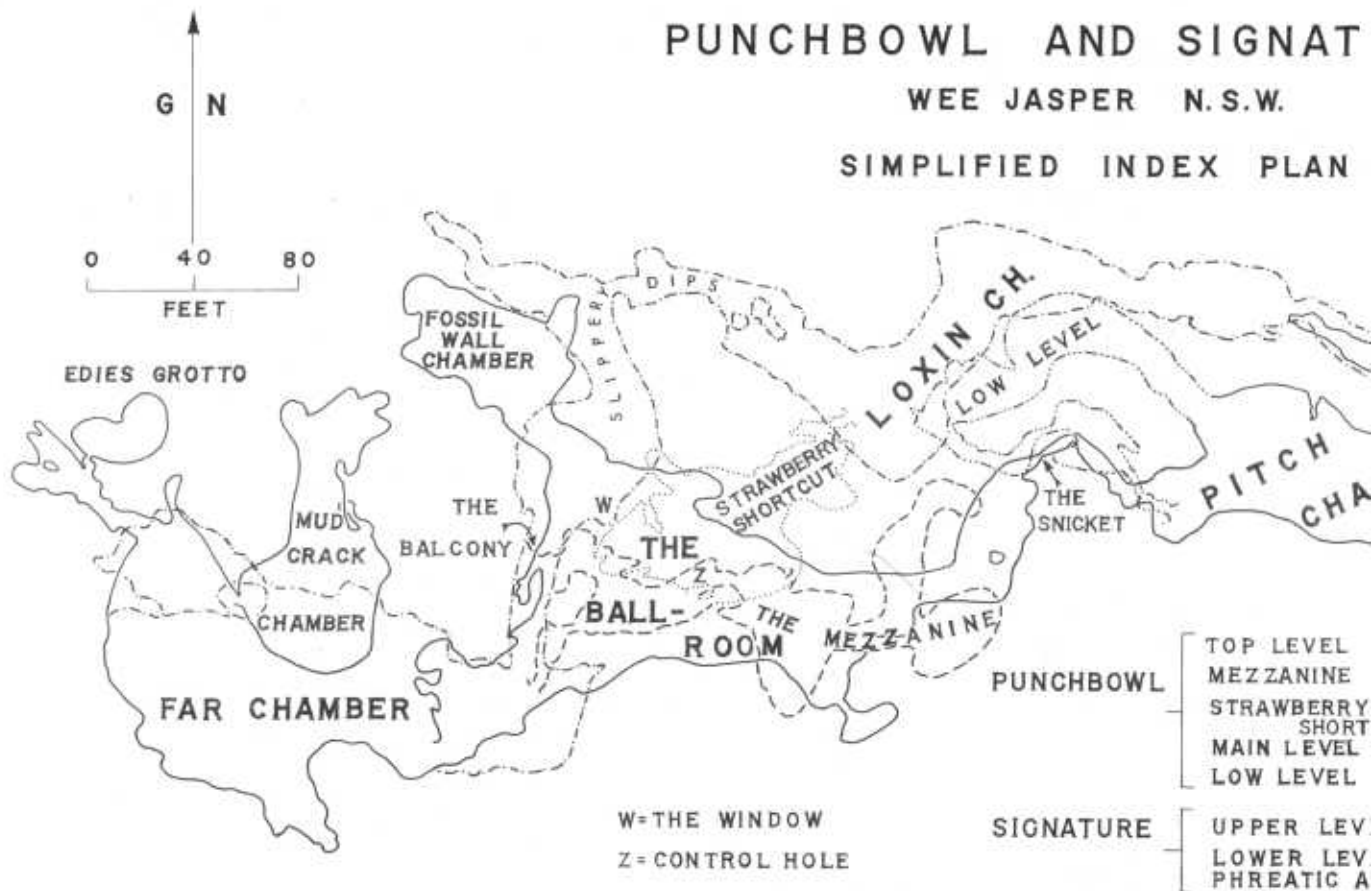 PUNCHBOWL AND SIGNAT
WEE JASPER N.S.W.
SIMPLIFIED INDEX PLAN
G N
0 40 80
FEET
EDIES GROTTO
FOSSIL
WALL
CHAMBER
SLIPPERY DIPS
LOXIN CH.
LOW LEVEL
MUD
CRACK
CHAMBER
THE
BALCONY
W
STRAWBERRY
SHORTCUT
THE
SNICKET
PITCH
CHA
THE
BALL-
ROOM
Z
THE MEZZANINE
FAR CHAMBER
PUNCHBOWL
TOP LEVEL
MEZZANINE
STRAWBERRY
SHORT
MAIN LEVEL
LOW LEVEL
W=THE WINDOW
Z=CONTROL HOLE
SIGNATURE
UPPER LEV
LOWER LEV
PHREATIC A